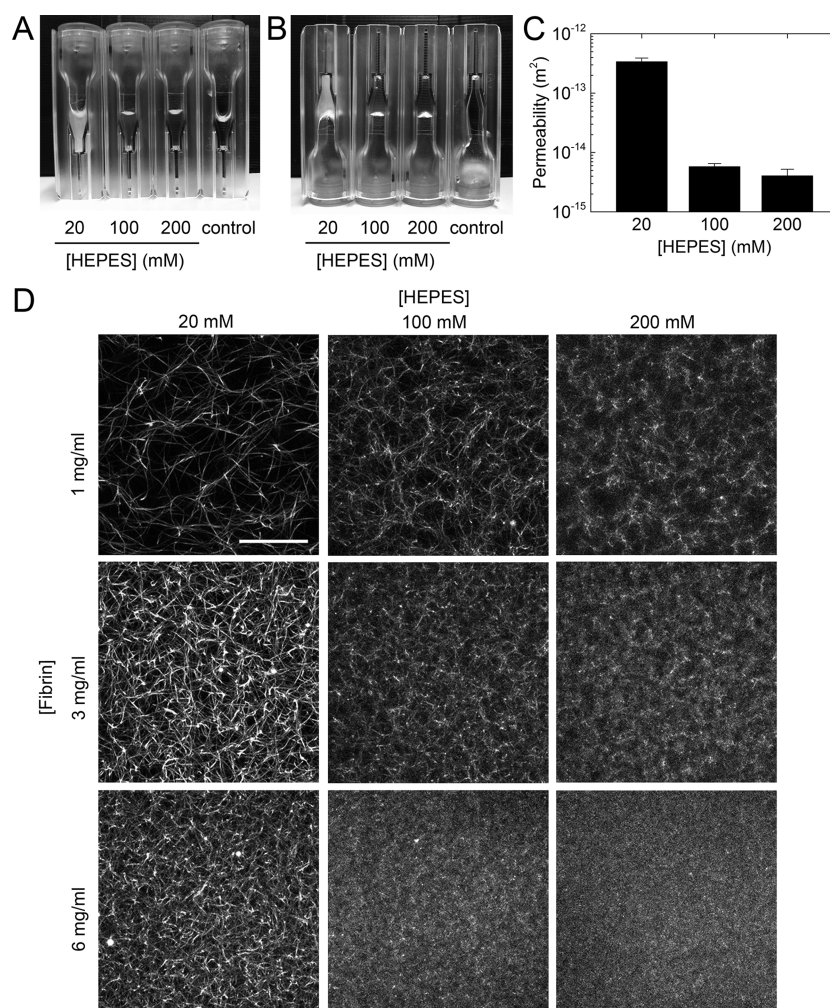 A
B
C
20 100 200 control
[HEPES] (mM)
20 100 200 control
[HEPES] (mM)
Permeability (m²)
10⁻¹²
10⁻¹³
10⁻¹⁴
10⁻¹⁵
20 100 200
[HEPES] (mM)
D
[HEPES]
20 mM 100 mM 200 mM
[Fibrin]
1 mg/ml
3 mg/ml
6 mg/ml